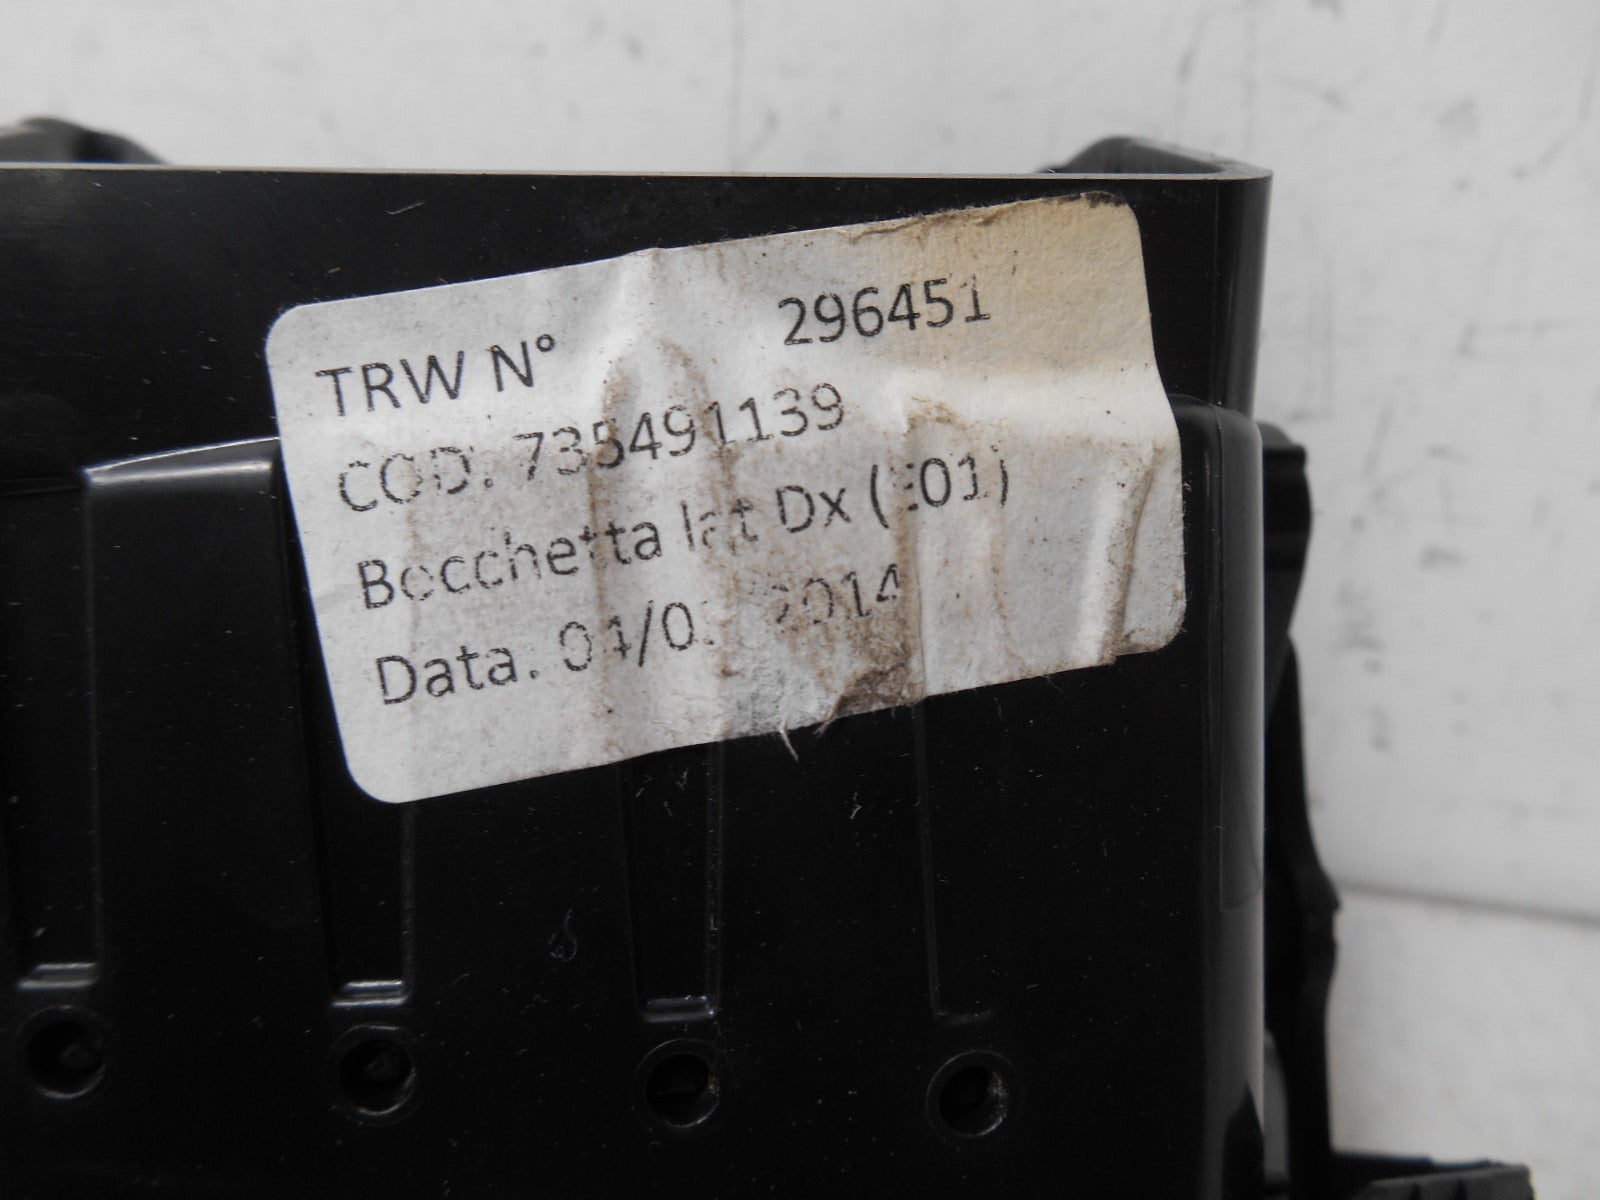 TRW N° 296451
COD. 735491139
Bocchetta lat Dx
Data.